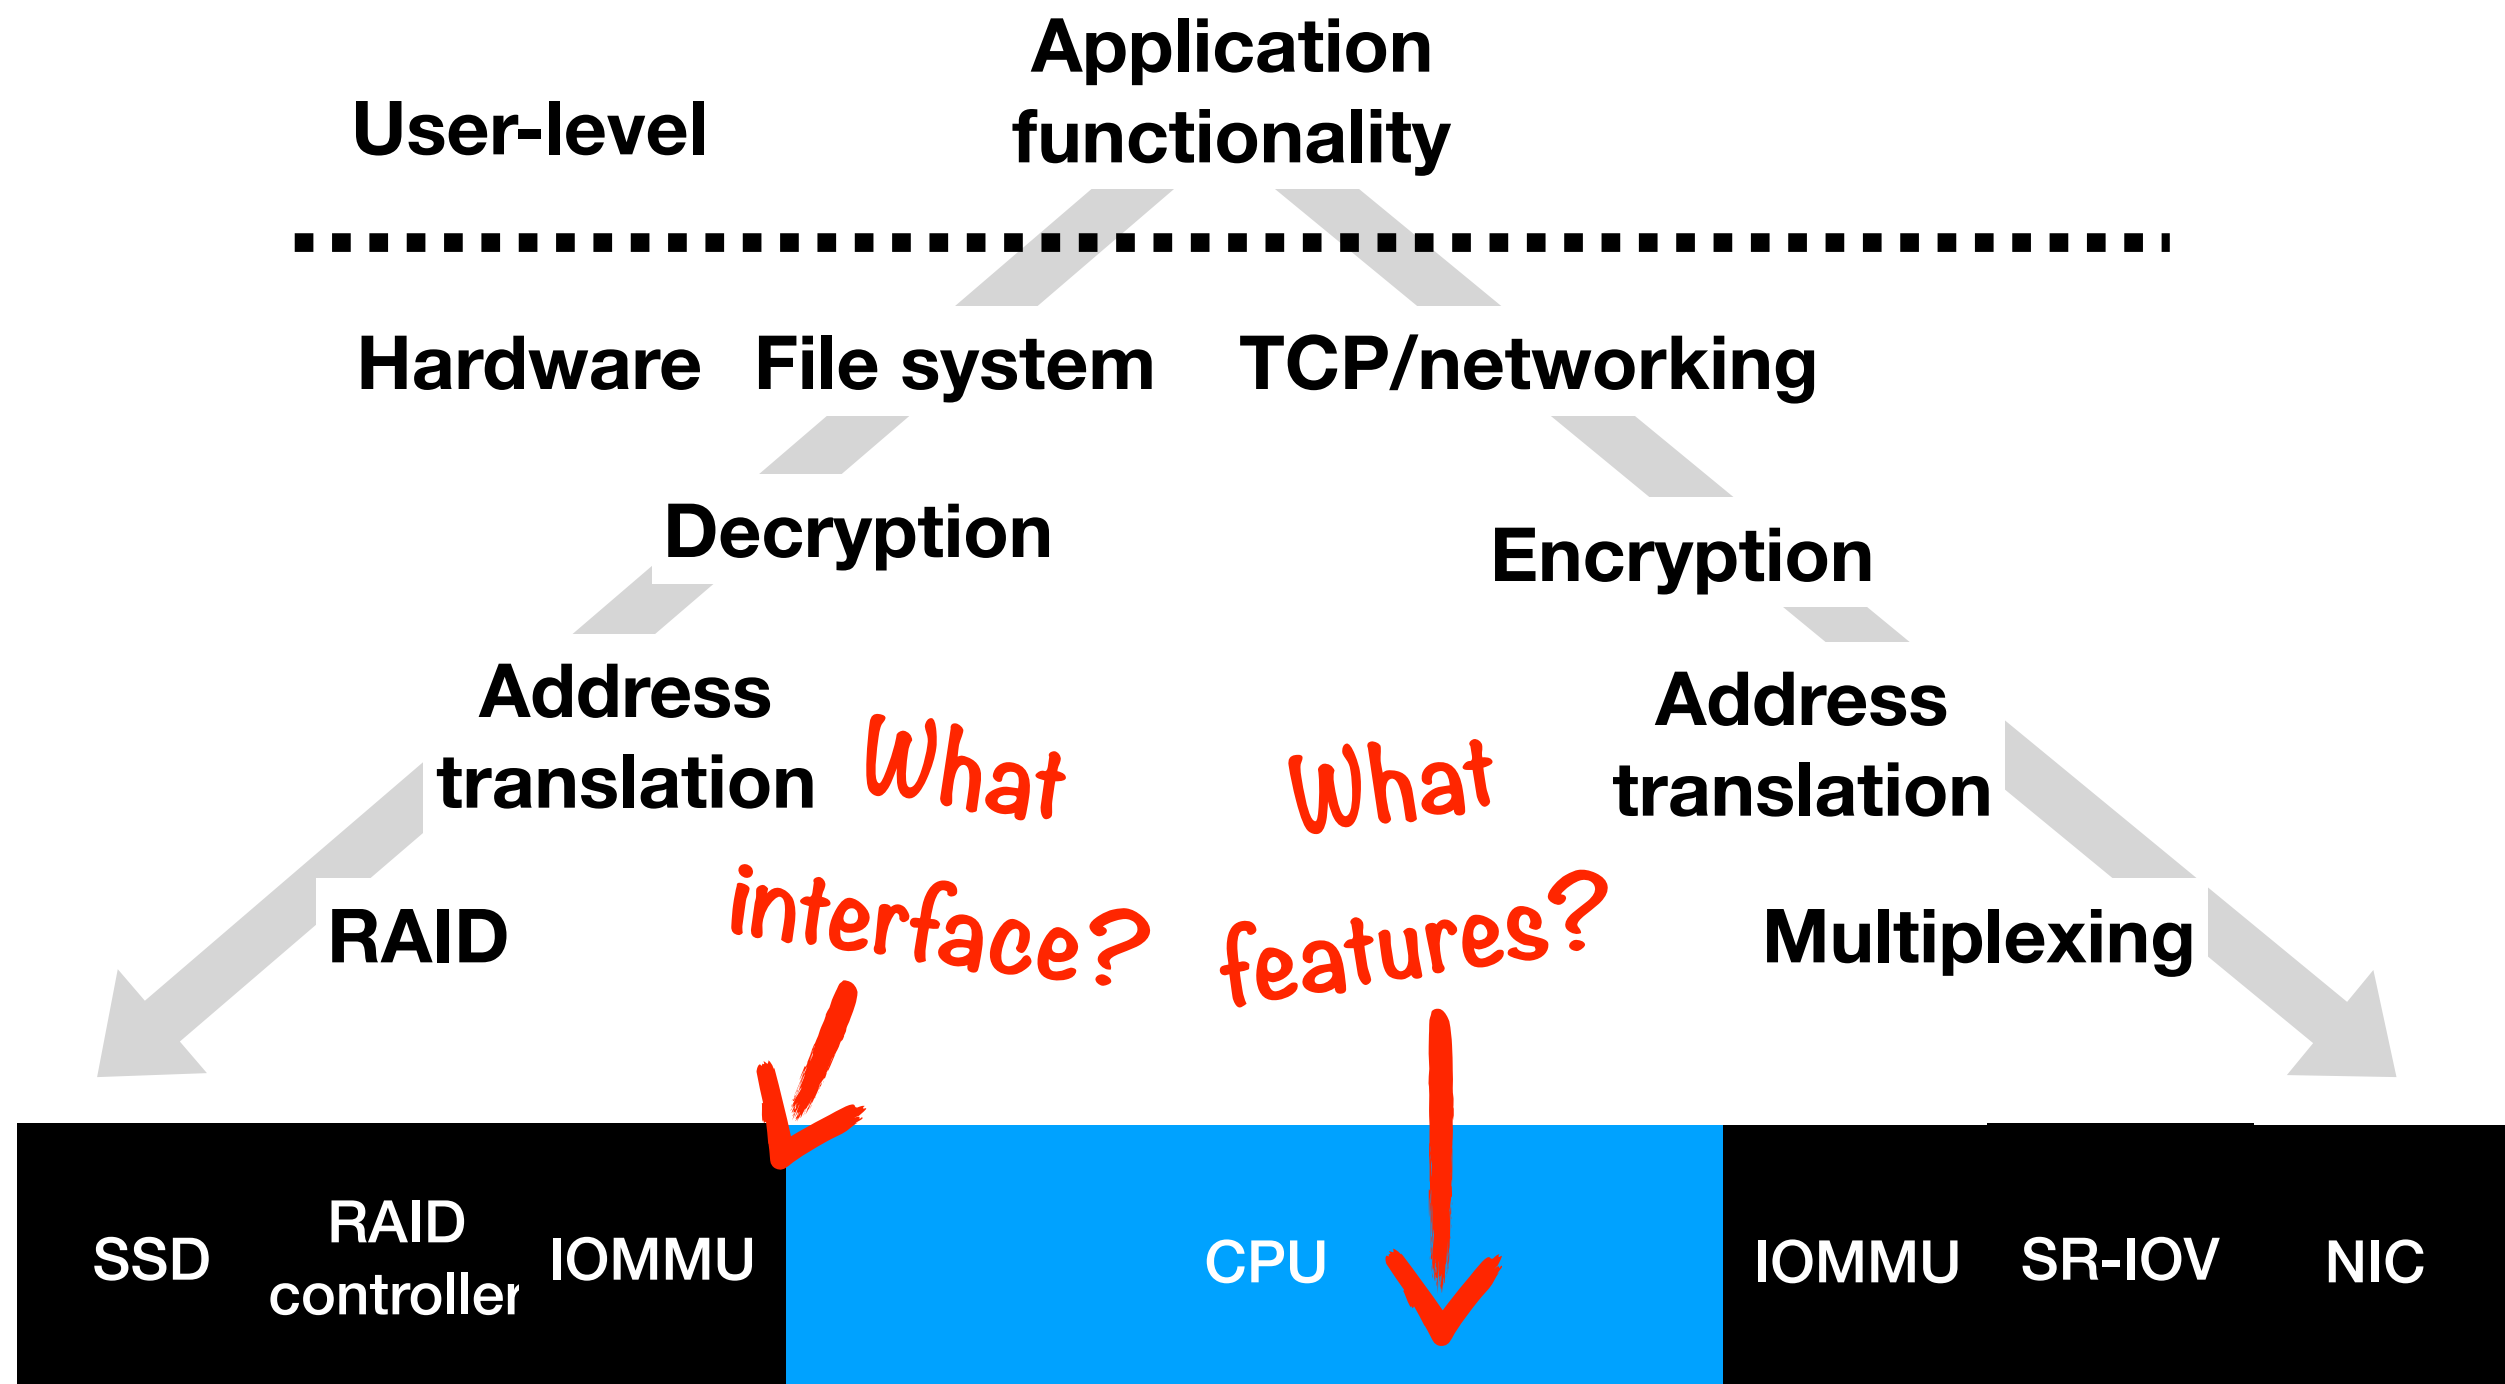 Application
functionality
User-level
Hardware File system TCP/networking
Decryption
Encryption
Address
translation
Address
translation
What
interface?
What
features?
RAID
Multiplexing
SSD
RAID
controller
IOMMU
CPU
IOMMU
SR-IOV
NIC